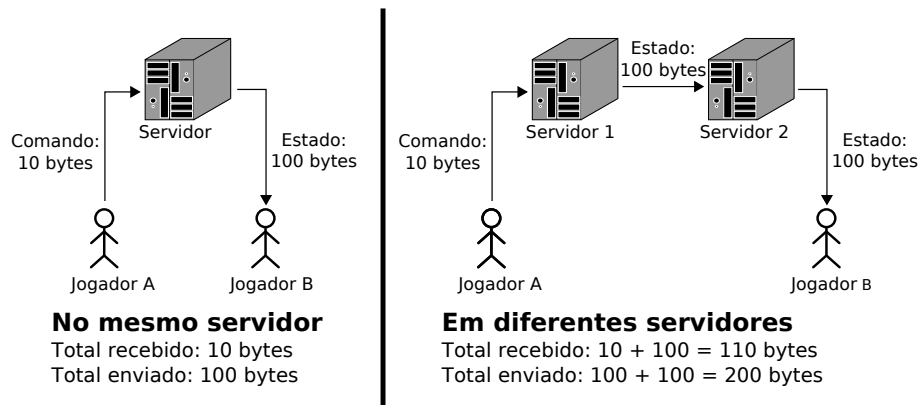 Servidor
Comando:
10 bytes
Estado:
100 bytes
Jogador A
Jogador B
No mesmo servidor
Total recebido: 10 bytes
Total enviado: 100 bytes
Estado:
100 bytes
Servidor 1
Servidor 2
Comando:
10 bytes
Estado:
100 bytes
Jogador A
Jogador B
Em diferentes servidores
Total recebido: 10 + 100 = 110 bytes
Total enviado: 100 + 100 = 200 bytes